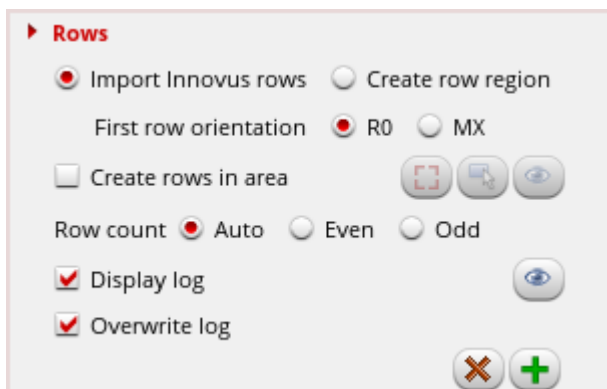 Rows
Import Innovus rows Create row region
First row orientation R0 MX
Create rows in area
Row count Auto Even Odd
Display log
Overwrite log